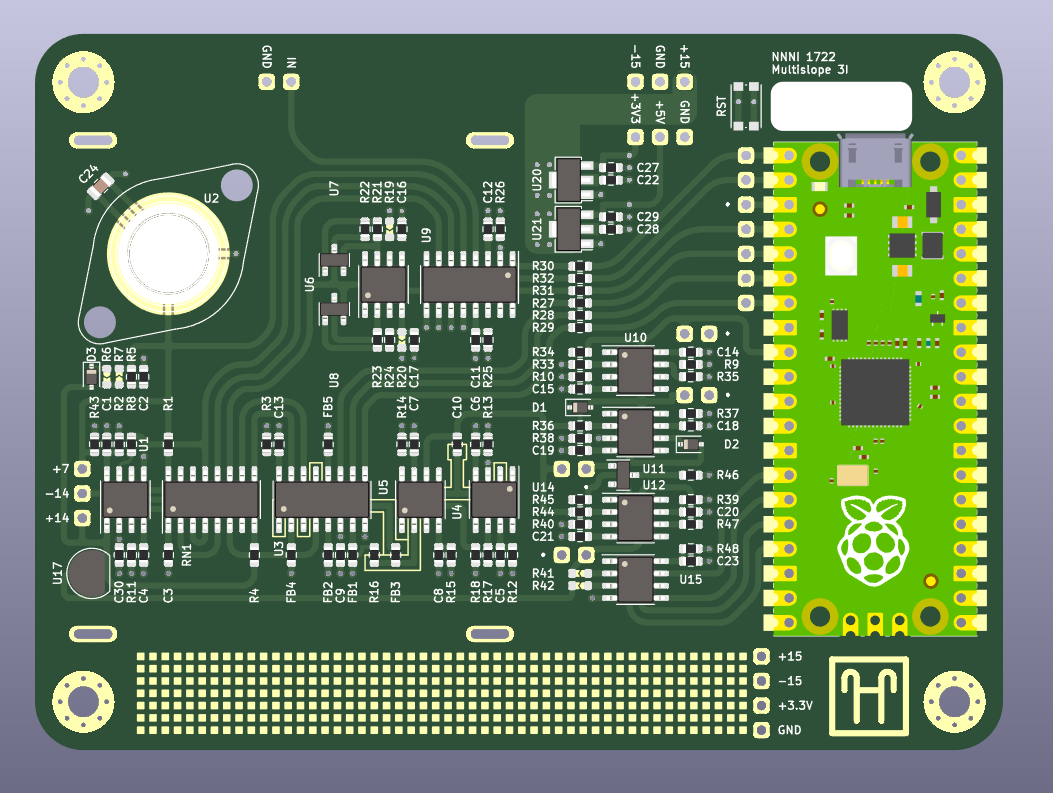 GND
IN
-15
GND
+15
+3V3
+5V
GND
RST
NNNI 1722
Multislope 3I
C24
U2
U7
R22
R21
R19
C16
C12
R26
U20
C27
C22
U21
C29
C28
U9
U6
R30
R32
R31
R27
R28
R29
R23
R24
R20
C17
C11
R25
U10
D3
R6
R7
R5
U8
R34
R33
R10
C15
C14
R9
R35
R43
C1
R2
R8
C2
R1
R3
C13
FB5
R14
C7
C10
C6
R13
D1
R37
C18
R36
R38
C19
D2
U1
+7
-14
+14
U11
U12
R46
U14
U5
U4
U3
R45
R44
R40
C21
R39
C20
R47
RN1
U17
R48
C23
R41
R42
U15
C30
R11
C4
C3
R4
FB4
FB2
C9
FB1
R16
FB3
C8
R15
R18
R17
C5
R12
+15
-15
+3.3V
GND